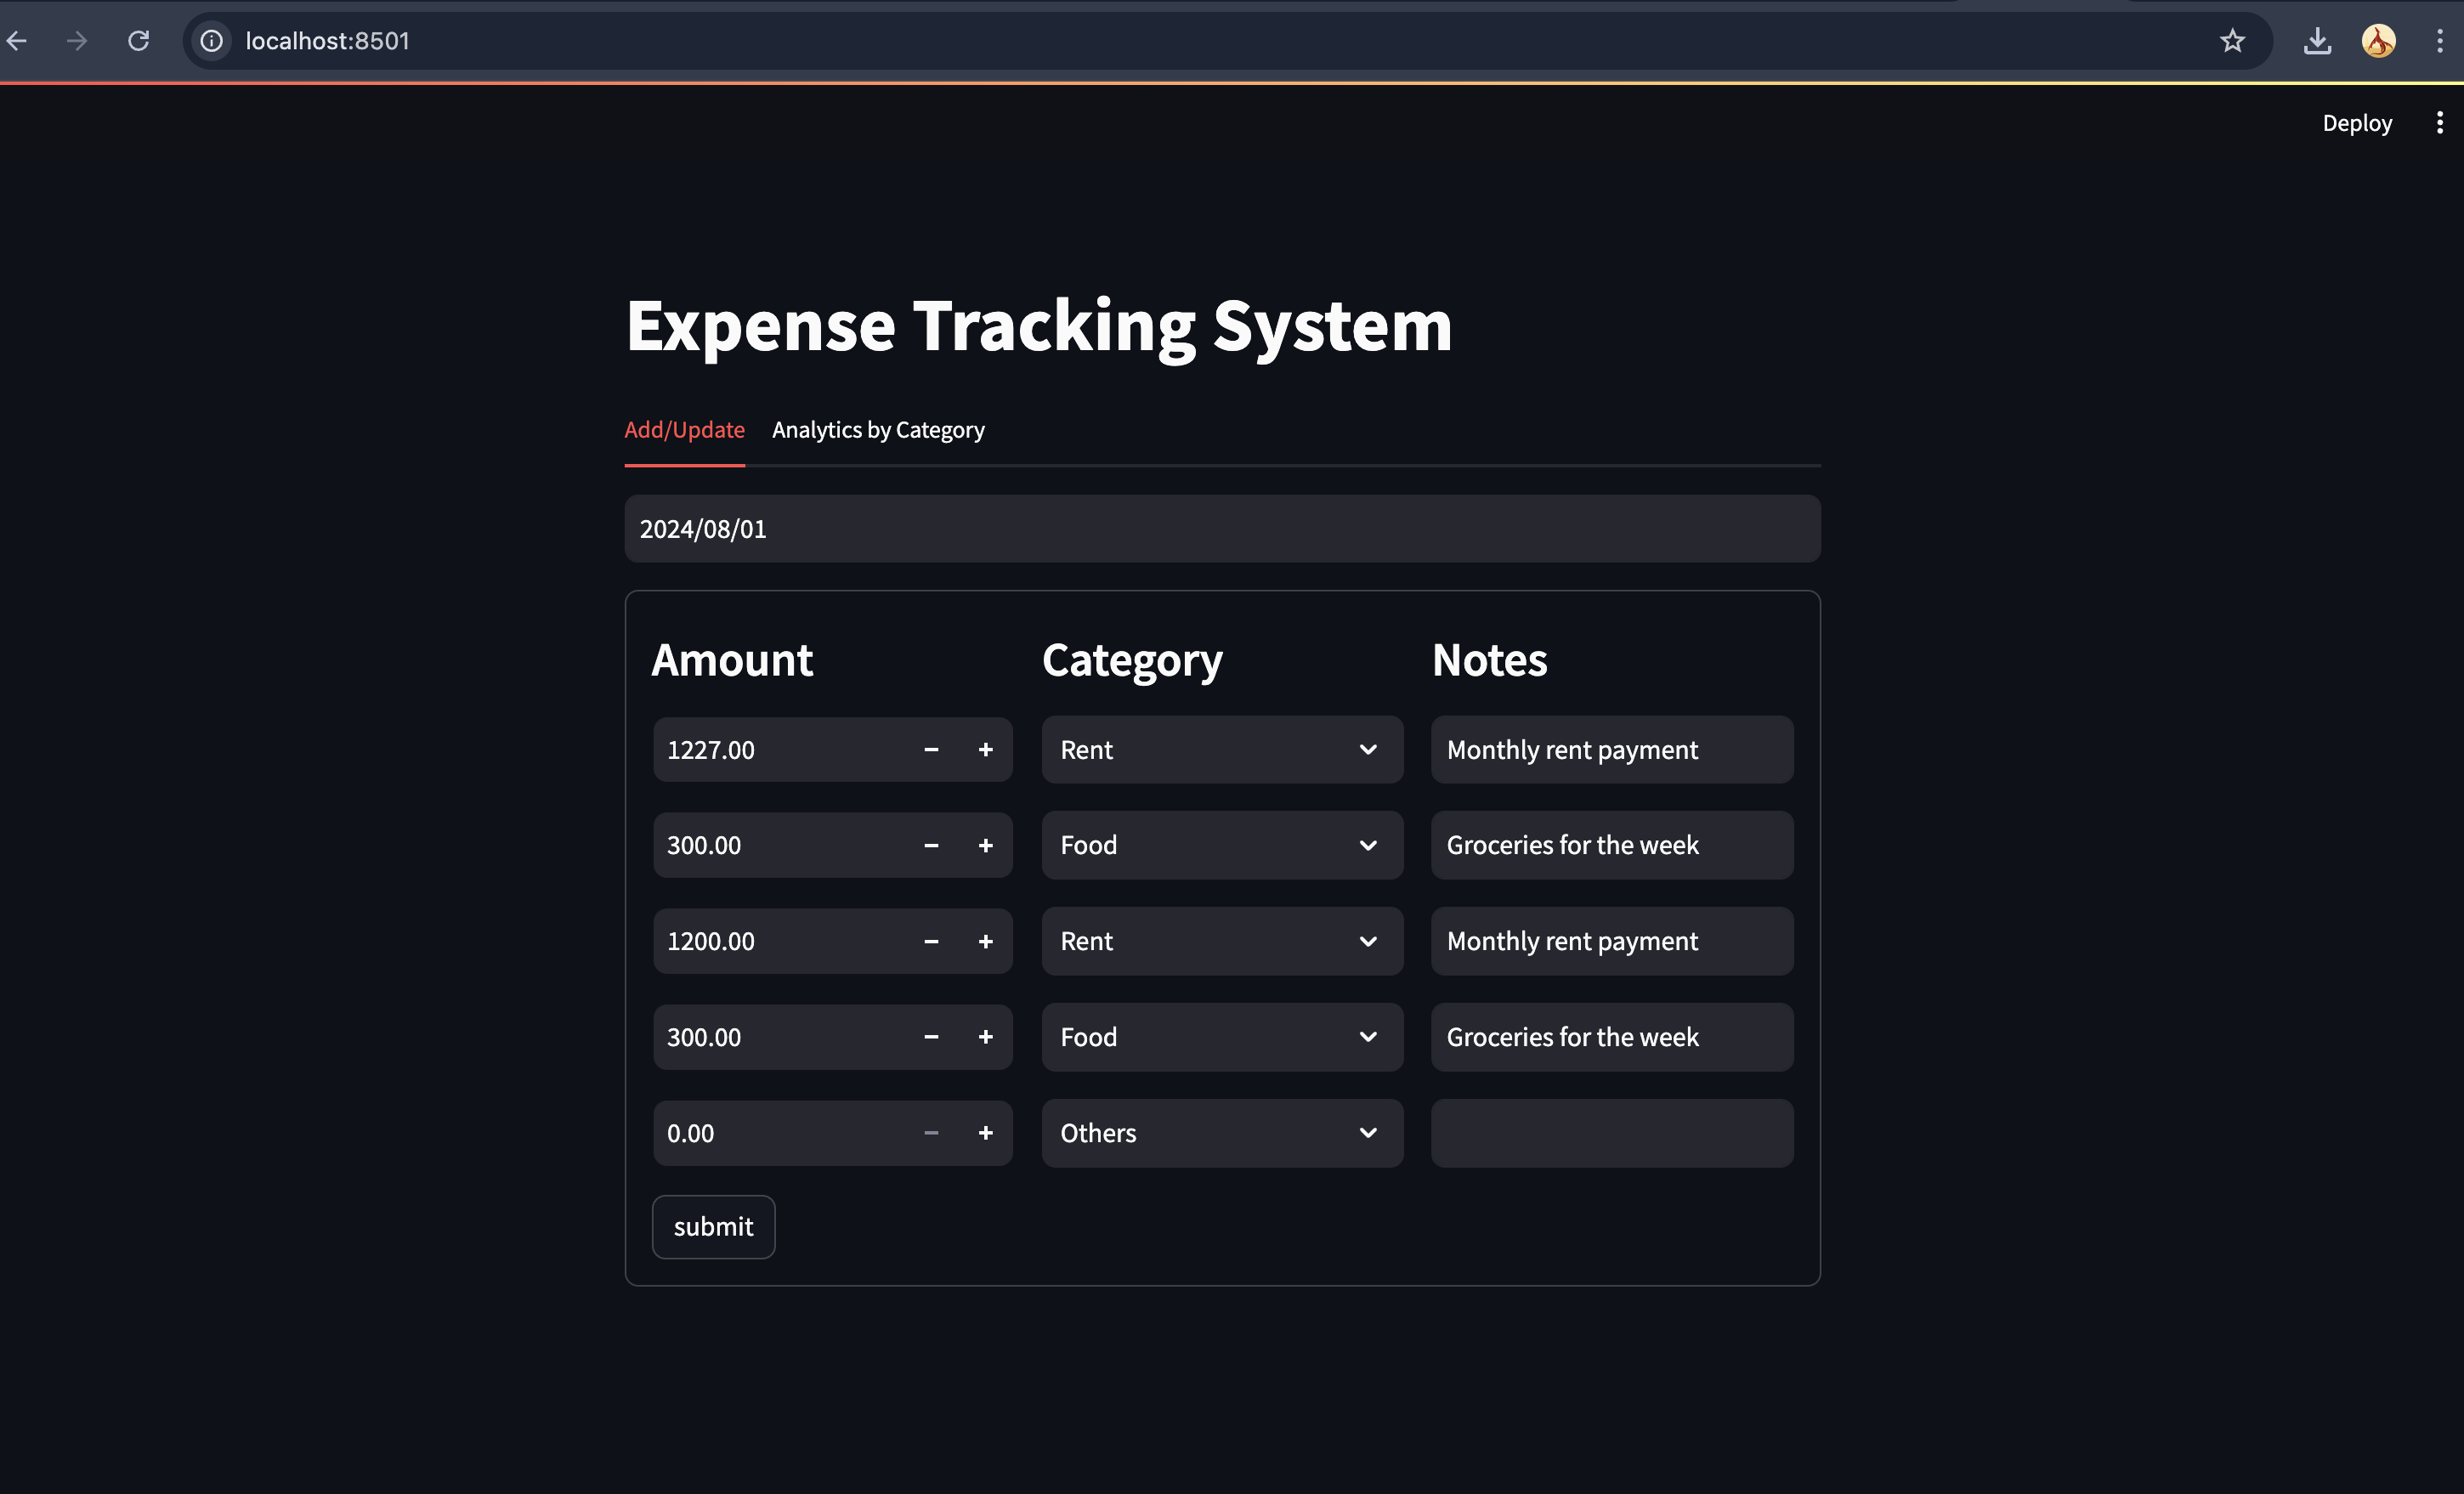 localhost:8501
Deploy
Expense Tracking System
Add/Update Analytics by Category
2024/08/01
Amount Category Notes
1227.00 Rent Monthly rent payment
300.00 Food Groceries for the week
1200.00 Rent Monthly rent payment
300.00 Food Groceries for the week
0.00 Others
submit